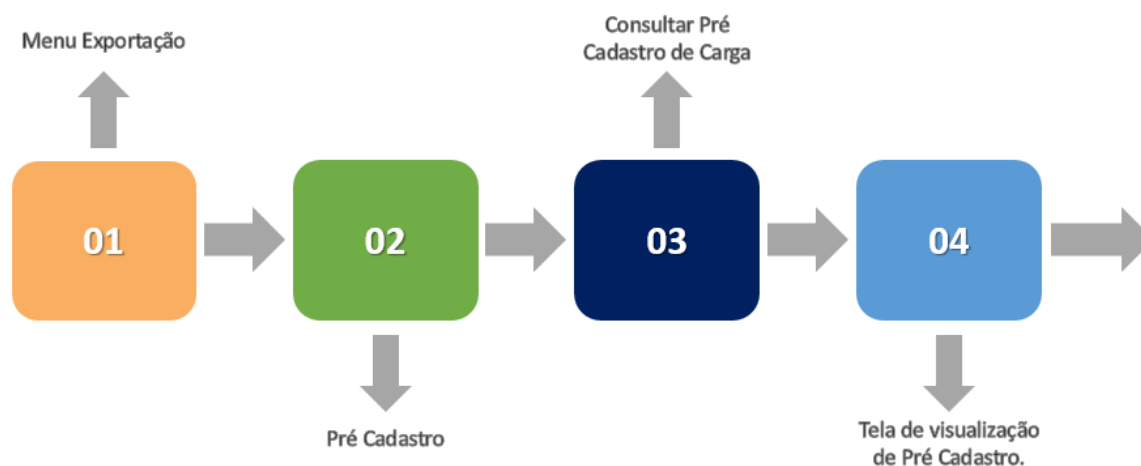 Menu Exportação
Consultar Pré
Cadastro de Carga
01
02
03
04
Pré Cadastro
Tela de visualização
de Pré Cadastro.